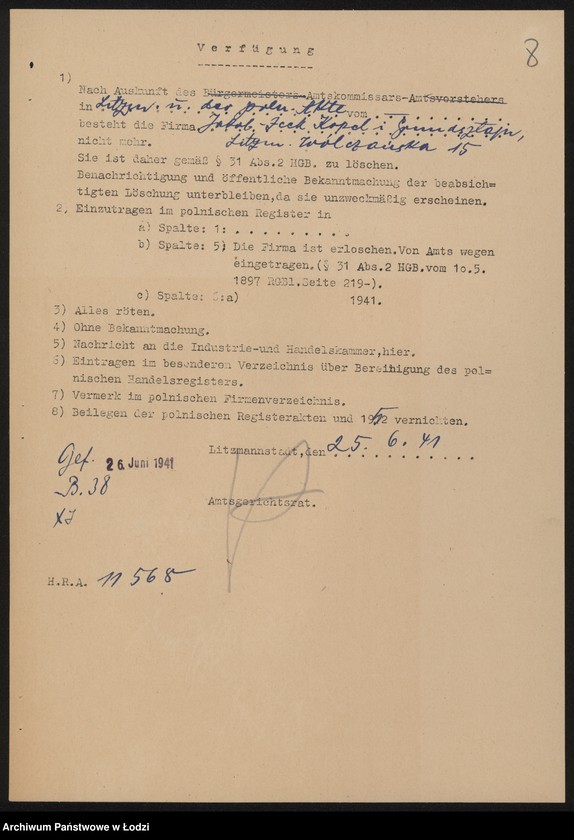 8
Verfügung
1)
Nach Auskunft des Bürgermeisters-Amtskommissars-Amtsvorstehers
in Litzm. u. des poln. Akte vom . . . . . . . . .
besteht die Firma Jakob-Icek Kopel i Grundsztajn,
nicht mehr. Litzm. Wólczańska 15
Sie ist daher gemäß § 31 Abs.2 HGB. zu löschen.
Benachrichtigung und öffentliche Bekanntmachung der beabsich=
tigten Löschung unterbleiben,da sie unzweckmäßig erscheinen.
2, Einzutragen im polnischen Register in
a) Spalte: 1: . . . . . . . . .
b) Spalte: 5) Die Firma ist erloschen.Von Amts wegen
eingetragen.(§ 31 Abs.2 HGB.vom 1o.5.
1897 RGBl.Seite 219-).
c) Spalte: :a) 1941.
3) Alles röten.
4) Ohne Bekanntmachung.
5) Nachricht an die Industrie-und Handelskammer,hier.
6) Eintragen im besonderen Verzeichnis über Bereihigung des pol=
nischen Handelsregisters.
7) Vermerk im polnischen Firmenverzeichnis.
8) Beilegen der polnischen Registerakten und 1952 vernichten.
Litzmannstadt,den 25. 6. 41
Gef. 26. Juni 1941
B. 38
Amtsgerichtsrat.
H.R.A. 11568
Archiwum Państwowe w Łodzi